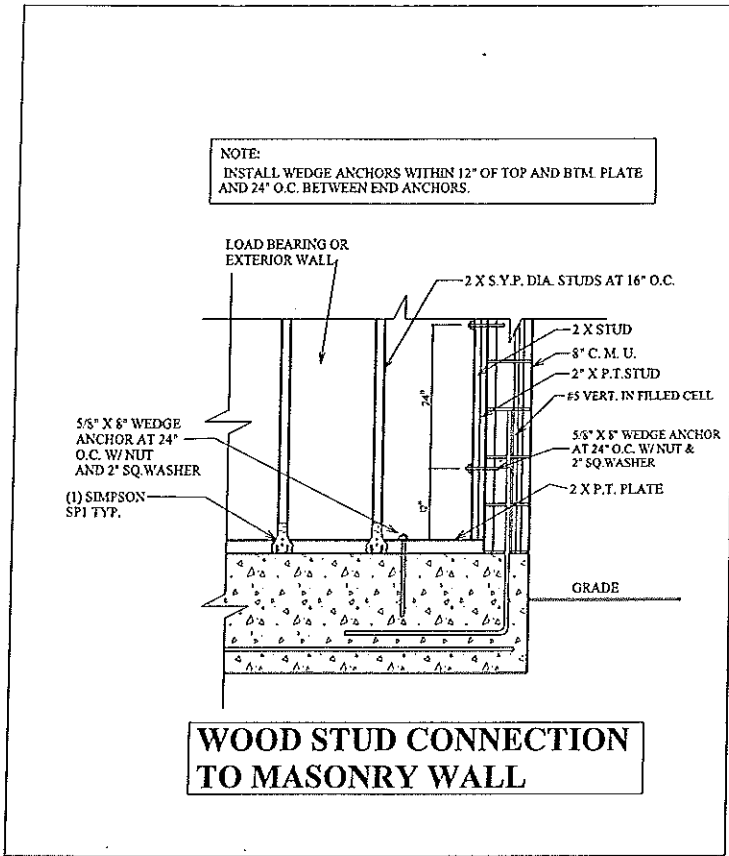 NOTE:
INSTALL WEDGE ANCHORS WITHIN 12" OF TOP AND BTM. PLATE
AND 24" O.C. BETWEEN END ANCHORS.
LOAD BEARING OR
EXTERIOR WALL
2 X S.Y.P. DIA. STUDS AT 16" O.C.
2 X STUD
8" C. M. U.
2" X P.T.STUD
#5 VERT. IN FILLED CELL
24"
5/8" X 8" WEDGE
ANCHOR AT 24"
O.C. W/ NUT
AND 2" SQ.WASHER
5/8" X 8" WEDGE ANCHOR
AT 24" O.C. W/ NUT &
2" SQ.WASHER
12"
(1) SIMPSON
SP1 TYP.
2 X P.T. PLATE
GRADE
WOOD STUD CONNECTION
TO MASONRY WALL